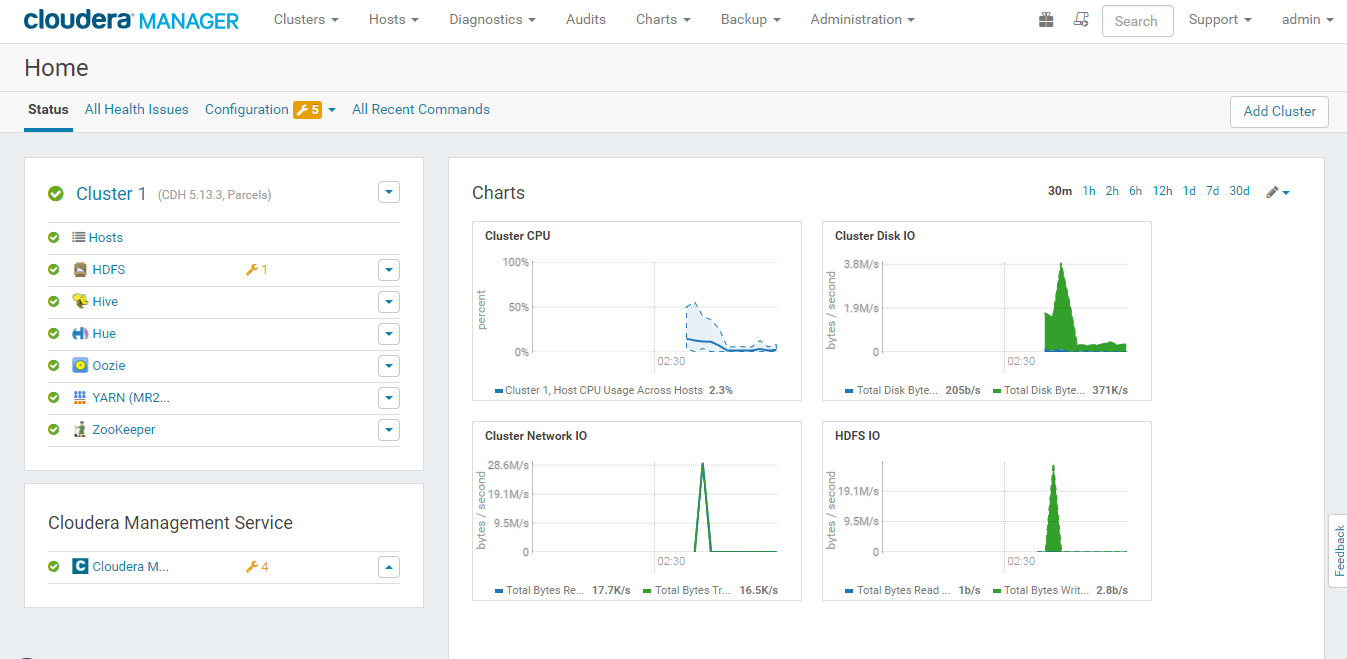 cloudera MANAGER Clusters Hosts Diagnostics Audits Charts Backup Administration Search Support admin
Home
Status All Health Issues Configuration 5 All Recent Commands Add Cluster
Cluster 1 (CDH 5.13.3, Parcels)
Hosts
HDFS 1
Hive
Hue
Oozie
YARN (MR2...
ZooKeeper
Cloudera Management Service
Cloudera M... 4
Charts 30m 1h 2h 6h 12h 1d 7d 30d
Cluster CPU
percent
100%
50%
0%
02:30
Cluster 1, Host CPU Usage Across Hosts 2.3%
Cluster Disk IO
bytes / second
3.8M/s
1.9M/s
0
02:30
Total Disk Byte... 205b/s Total Disk Byte... 371K/s
Cluster Network IO
bytes / second
28.6M/s
19.1M/s
9.5M/s
0
02:30
Total Bytes Re... 17.7K/s Total Bytes Tr... 16.5K/s
HDFS IO
bytes / second
19.1M/s
9.5M/s
0
02:30
Total Bytes Read ... 1b/s Total Bytes Writ... 2.8b/s
Feedback